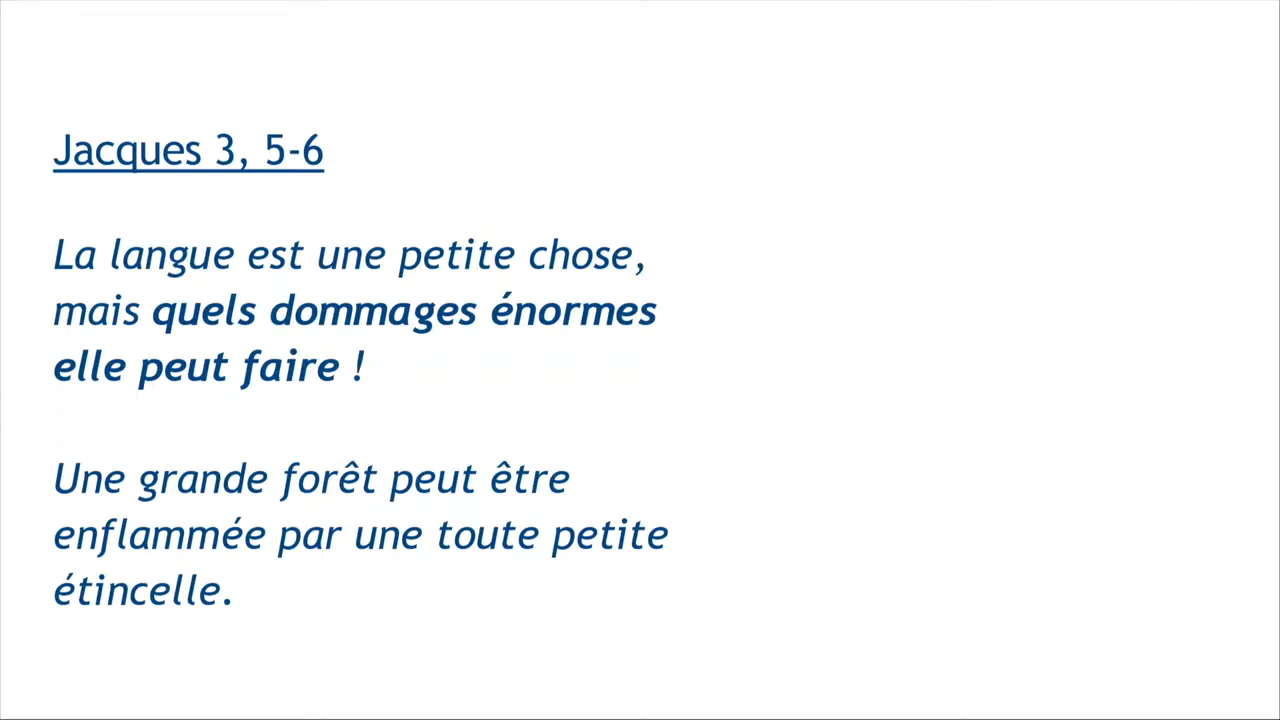 Jacques 3, 5-6
La langue est une petite chose,
mais quels dommages énormes
elle peut faire !
Une grande forêt peut être
enflammée par une toute petite
étincelle.